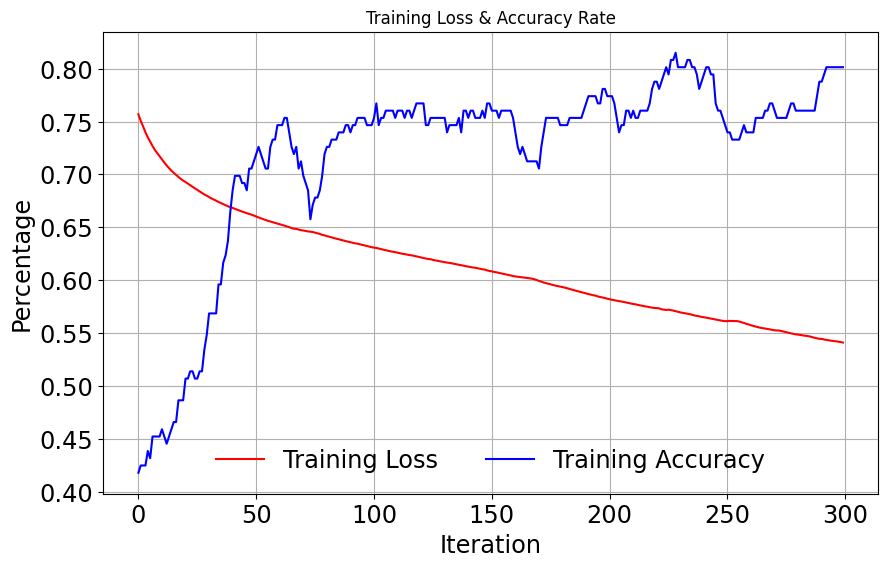 Training Loss & Accuracy Rate
Percentage
0.80
0.75
0.70
0.65
0.60
0.55
0.50
0.45
0.40
Training Loss
Training Accuracy
0 50 100 150 200 250 300
Iteration